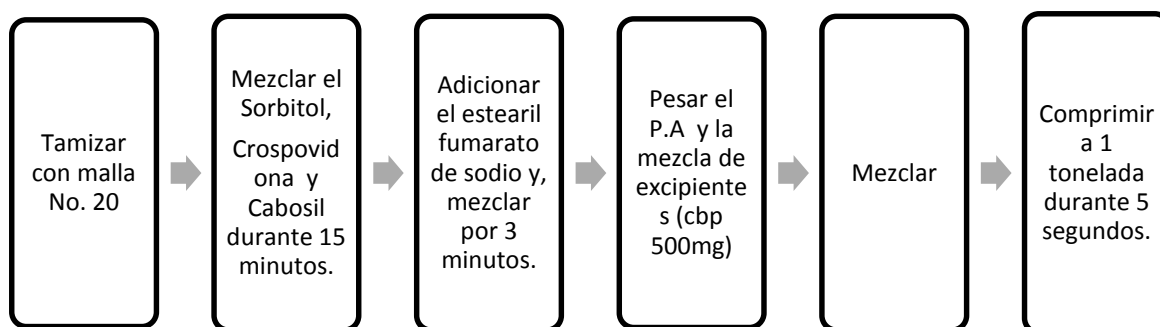 Tamizar
con malla
No. 20
Mezclar el
Sorbitol,
Crospovid
ona y
Cabosil
durante 15
minutos.
Adicionar
el estearil
fumarato
de sodio y,
mezclar
por 3
minutos.
Pesar el
P.A y la
mezcla de
excipiente
s (cbp
500mg)
Mezclar
Comprimir
a 1
tonelada
durante 5
segundos.